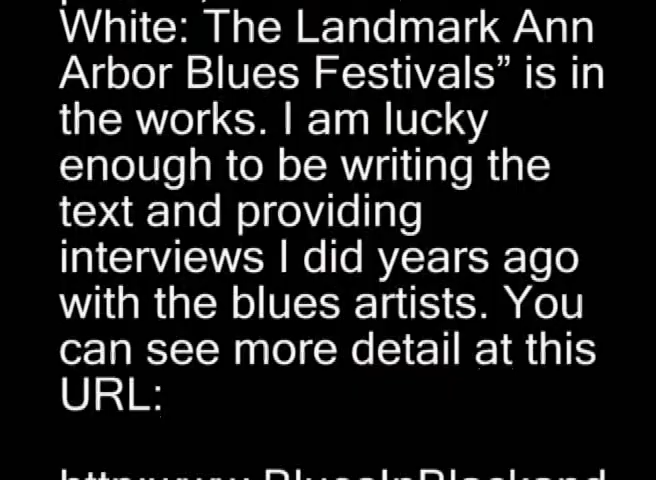 White: The Landmark Ann
Arbor Blues Festivals” is in
the works. I am lucky
enough to be writing the
text and providing
interviews I did years ago
with the blues artists. You
can see more detail at this
URL: